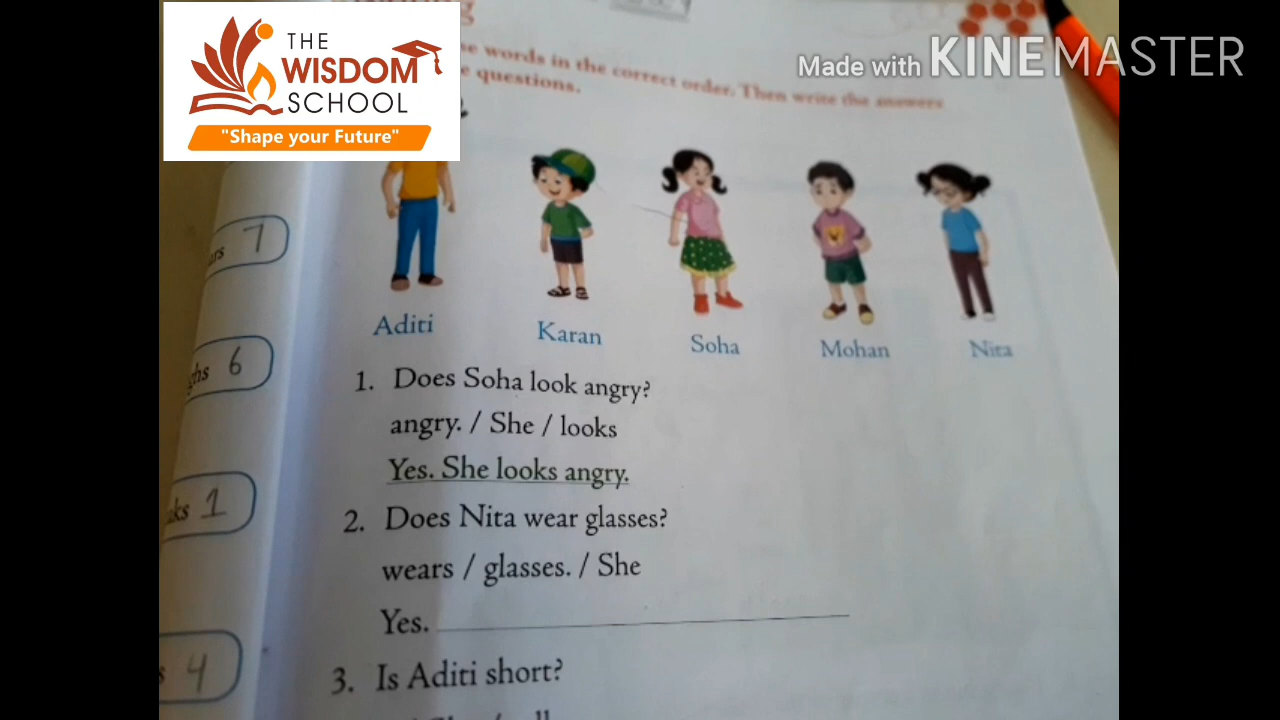 THE
WISDOM
SCHOOL
"Shape your Future"
Made with KINEMASTER
words in the correct order. Then write the answers
questions.
7
6
1
4
Aditi
Karan
Soha
Mohan
Nita
1. Does Soha look angry?
angry. / She / looks
Yes. She looks angry.
2. Does Nita wear glasses?
wears / glasses. / She
Yes.
3. Is Aditi short?